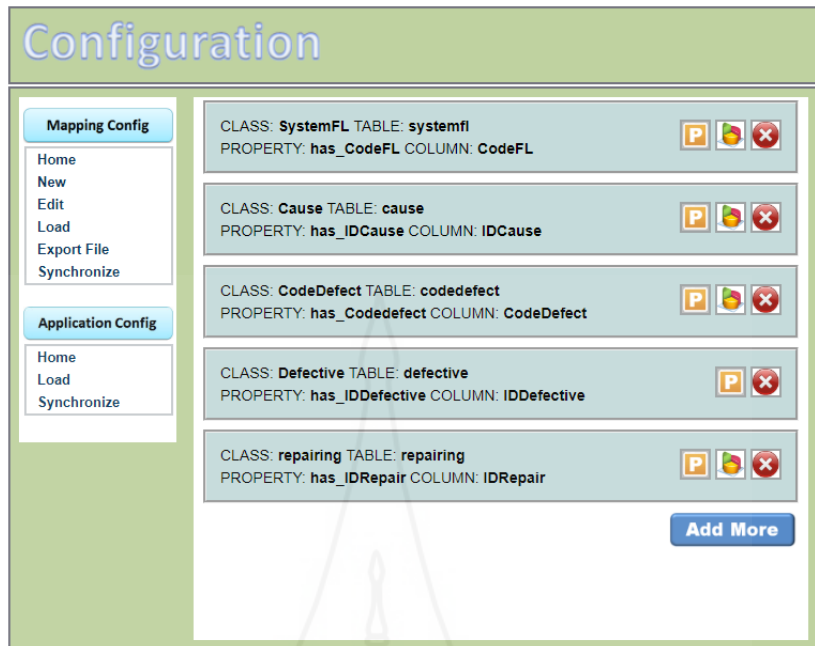 Configuration
Mapping Config
Home
New
Edit
Load
Export File
Synchronize
Application Config
Home
Load
Synchronize
CLASS: SystemFL TABLE: systemfl
PROPERTY: has_CodeFL COLUMN: CodeFL
P
CLASS: Cause TABLE: cause
PROPERTY: has_IDCause COLUMN: IDCause
P
CLASS: CodeDefect TABLE: codedefect
PROPERTY: has_Codedefect COLUMN: CodeDefect
P
CLASS: Defective TABLE: defective
PROPERTY: has_IDDefective COLUMN: IDDefective
P
CLASS: repairing TABLE: repairing
PROPERTY: has_IDRepair COLUMN: IDRepair
P
Add More